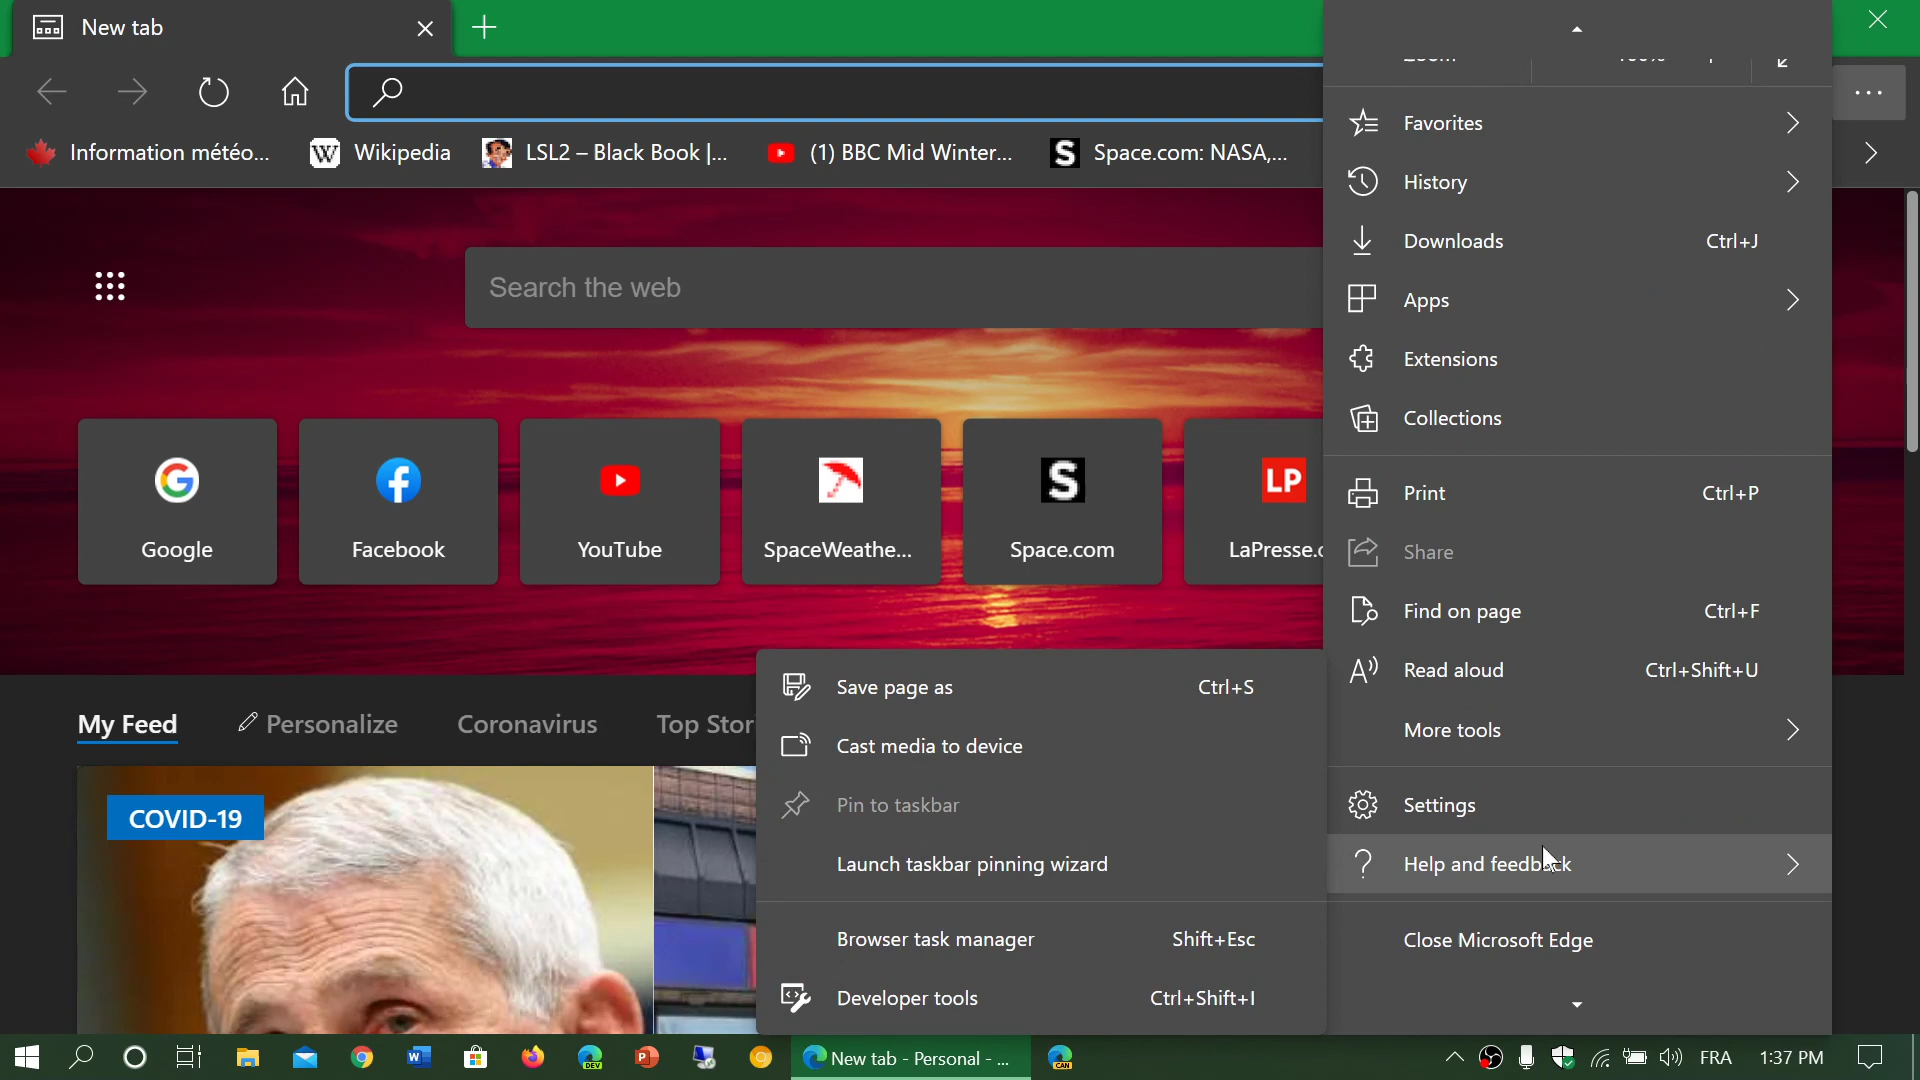 New tab
Information météo...
W Wikipedia
LSL2 – Black Book |...
(1) BBC Mid Winter...
S Space.com: NASA,...
Search the web
Google
Facebook
YouTube
SpaceWeathe...
S
Space.com
LP
LaPresse.c
My Feed
Personalize
Coronavirus
Top Stor
COVID-19
Favorites
History
Downloads Ctrl+J
Apps
Extensions
Collections
Print Ctrl+P
Share
Find on page Ctrl+F
Read aloud Ctrl+Shift+U
More tools
Settings
Help and feedback
Close Microsoft Edge
Save page as Ctrl+S
Cast media to device
Pin to taskbar
Launch taskbar pinning wizard
Browser task manager Shift+Esc
Developer tools Ctrl+Shift+I
DEV
New tab - Personal - ...
CAN
FRA
1:37 PM